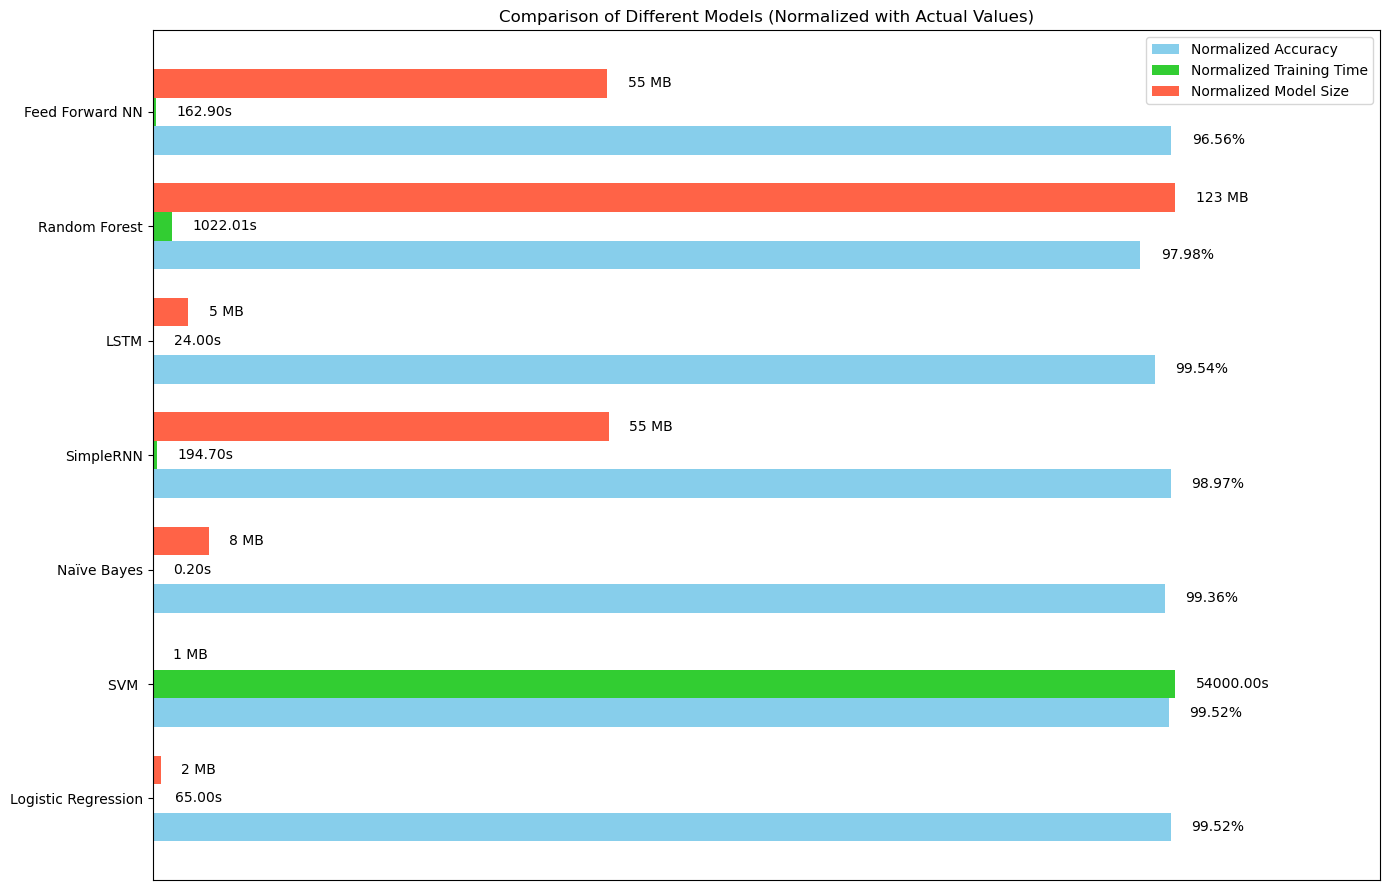 Comparison of Different Models (Normalized with Actual Values)
Normalized Accuracy
Normalized Training Time
Normalized Model Size
55 MB
Feed Forward NN
162.90s
96.56%
123 MB
Random Forest
1022.01s
97.98%
5 MB
LSTM
24.00s
99.54%
55 MB
SimpleRNN
194.70s
98.97%
8 MB
Naïve Bayes
0.20s
99.36%
1 MB
SVM
54000.00s
99.52%
2 MB
Logistic Regression
65.00s
99.52%